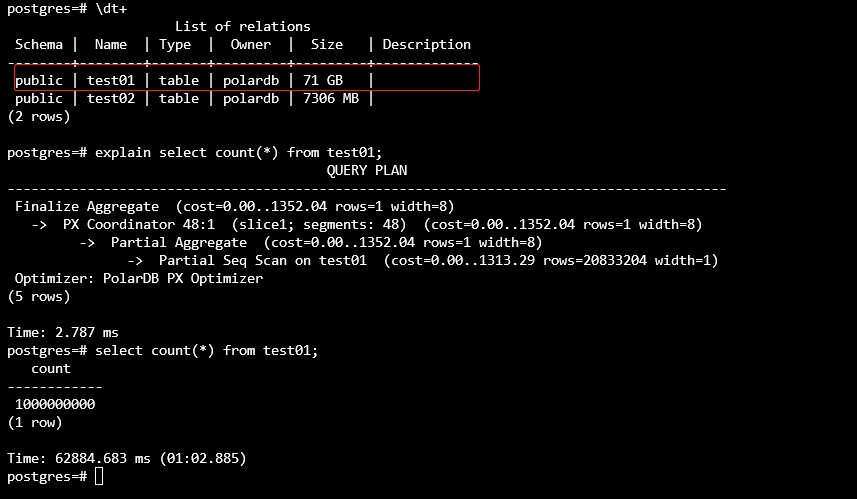 postgres=# \dt+
                     List of relations
 Schema |  Name  | Type  |  Owner  |  Size   | Description
--------+--------+-------+---------+---------+-------------
 public | test01 | table | polardb | 71 GB   |
 public | test02 | table | polardb | 7306 MB |
(2 rows)

postgres=# explain select count(*) from test01;
                                        QUERY PLAN
------------------------------------------------------------------------------------------
 Finalize Aggregate  (cost=0.00..1352.04 rows=1 width=8)
   ->  PX Coordinator 48:1  (slice1; segments: 48)  (cost=0.00..1352.04 rows=1 width=8)
         ->  Partial Aggregate  (cost=0.00..1352.04 rows=1 width=8)
               ->  Partial Seq Scan on test01  (cost=0.00..1313.29 rows=20833204 width=1)
 Optimizer: PolarDB PX Optimizer
(5 rows)

Time: 2.787 ms
postgres=# select count(*) from test01;
   count
------------
 1000000000
(1 row)

Time: 62884.683 ms (01:02.885)
postgres=#